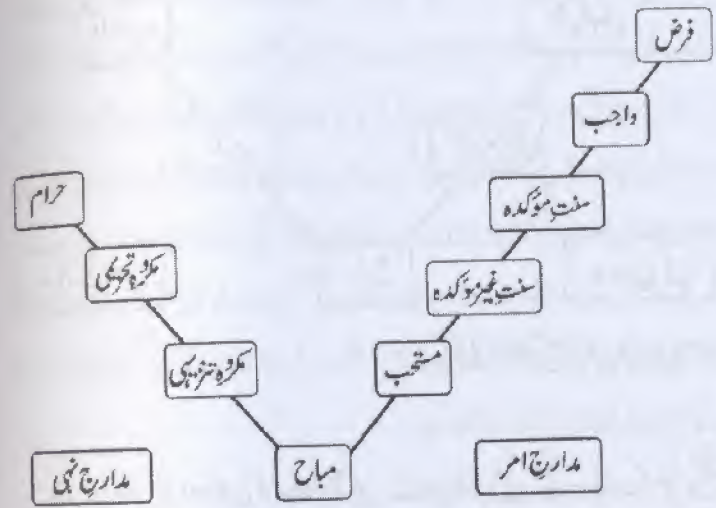 فرض
واجب
سنت مؤکدہ
حرام
سنت غیر مؤکدہ
مکروہ تحریمی
مستحب
مکروہ تنزیہی
مدارج امر
مباح
مدارج نہی